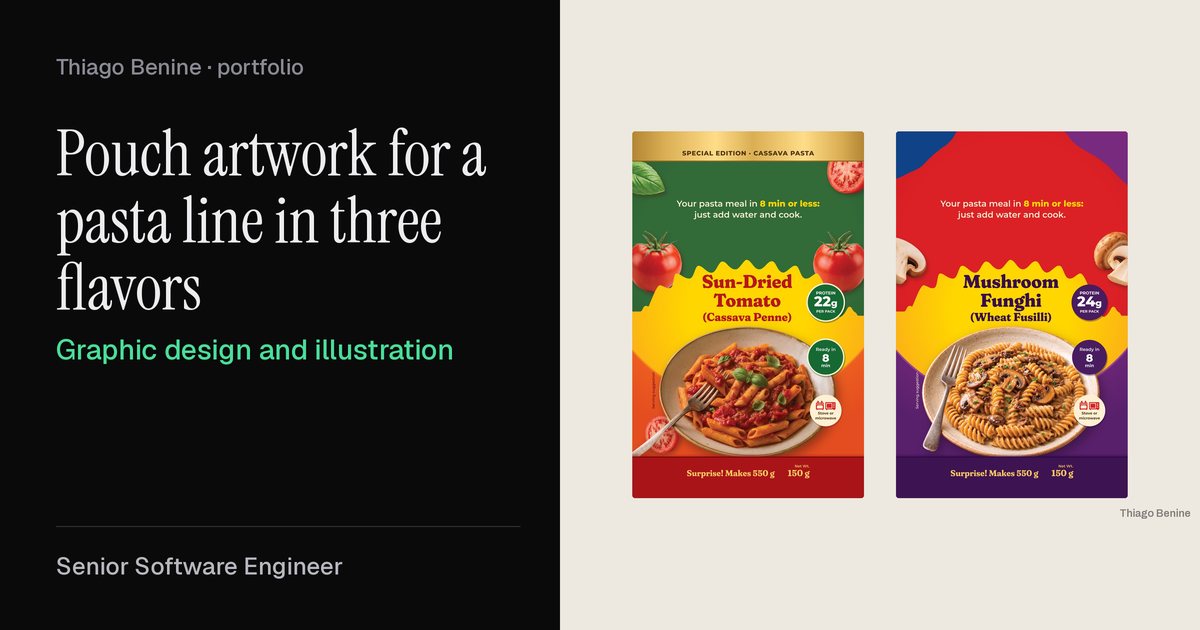 Thiago Benine · portfolio
Pouch artwork for a
pasta line in three
flavors
Graphic design and illustration
Senior Software Engineer
SPECIAL EDITION · CASSAVA PASTA
Your pasta meal in 8 min or less:
just add water and cook.
Sun-Dried
Tomato
(Cassava Penne)
PROTEIN
22g
PER PACK
Ready in
8
min
Stove or
microwave
Serving suggestion
Surprise! Makes 550 g
Net Wt.
150 g
Your pasta meal in 8 min or less:
just add water and cook.
Mushroom
Funghi
(Wheat Fusilli)
PROTEIN
24g
PER PACK
Ready in
8
min
Stove or
microwave
Serving suggestion
Surprise! Makes 550 g
Net Wt.
150 g
Thiago Benine